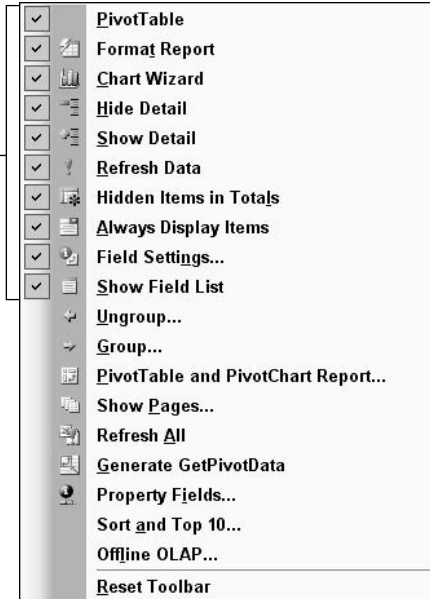 PivotTable
Format Report
Chart Wizard
Hide Detail
Show Detail
Refresh Data
Hidden Items in Totals
Always Display Items
Field Settings...
Show Field List
Ungroup...
Group...
PivotTable and PivotChart Report...
Show Pages...
Refresh All
Generate GetPivotData
Property Fields...
Sort and Top 10...
Offline OLAP...
Reset Toolbar